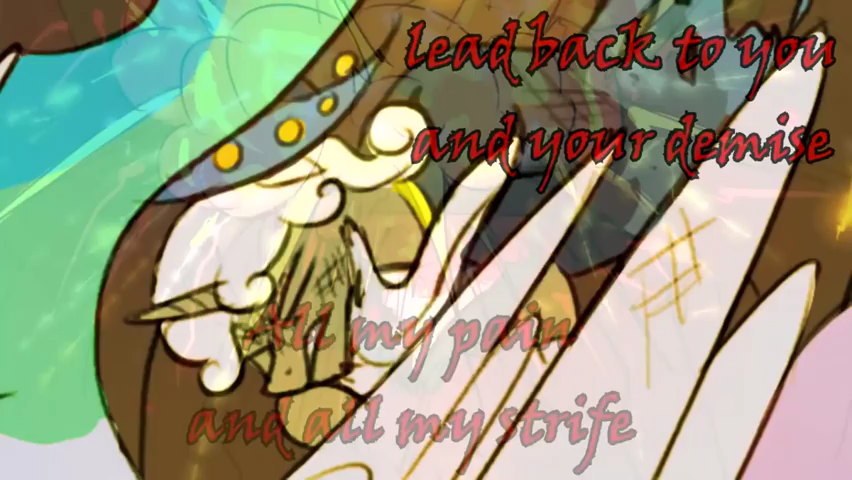 lead back to you
and your demise
All my pain
and all my strife